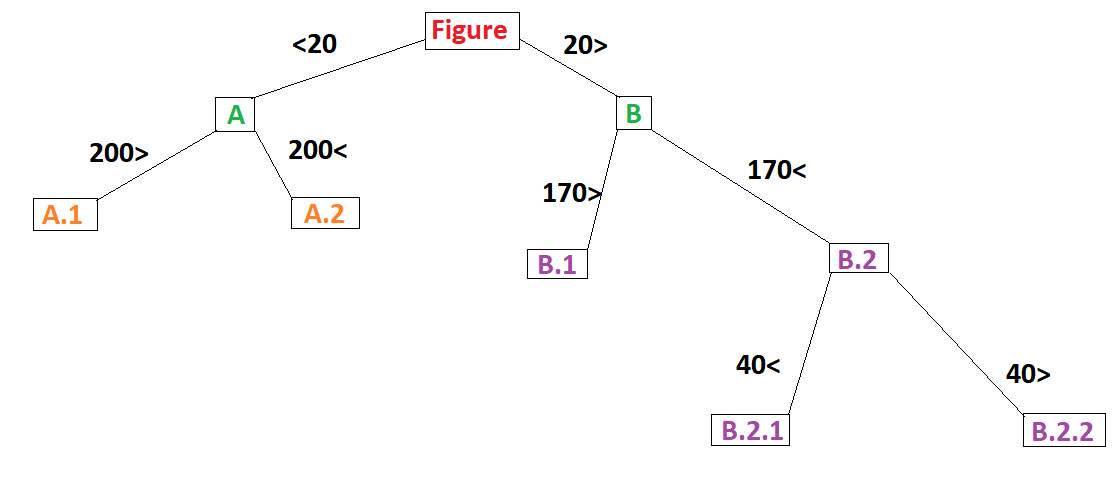 Figure
<20
20>
A
B
200>
200<
170>
170<
A.1
A.2
B.1
B.2
40<
40>
B.2.1
B.2.2